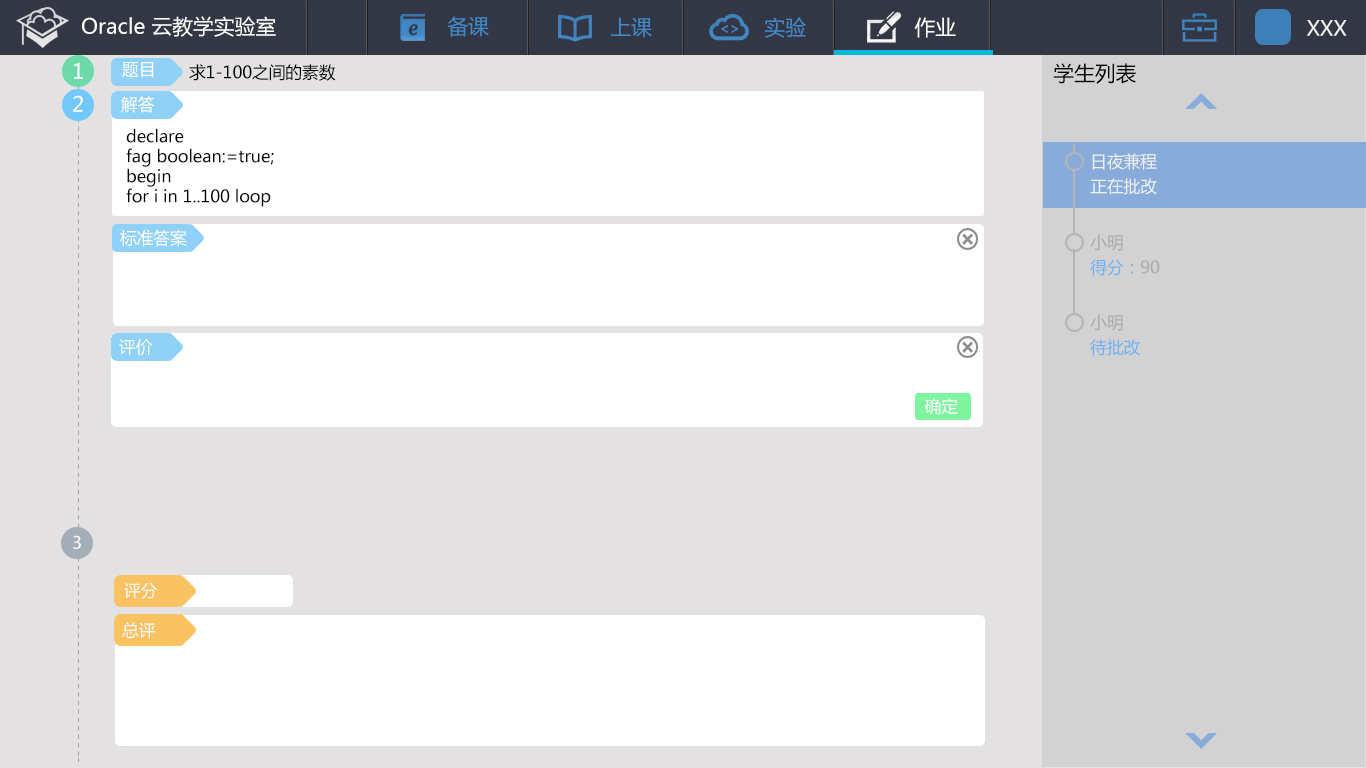 Oracle 云教学实验室
备课
上课
实验
作业
XXX
1
题目
求1-100之间的素数
2
解答
declare
fag boolean:=true;
begin
for i in 1..100 loop
标准答案
评价
确定
3
评分
总评
学生列表
日夜兼程
正在批改
小明
得分：90
小明
待批改